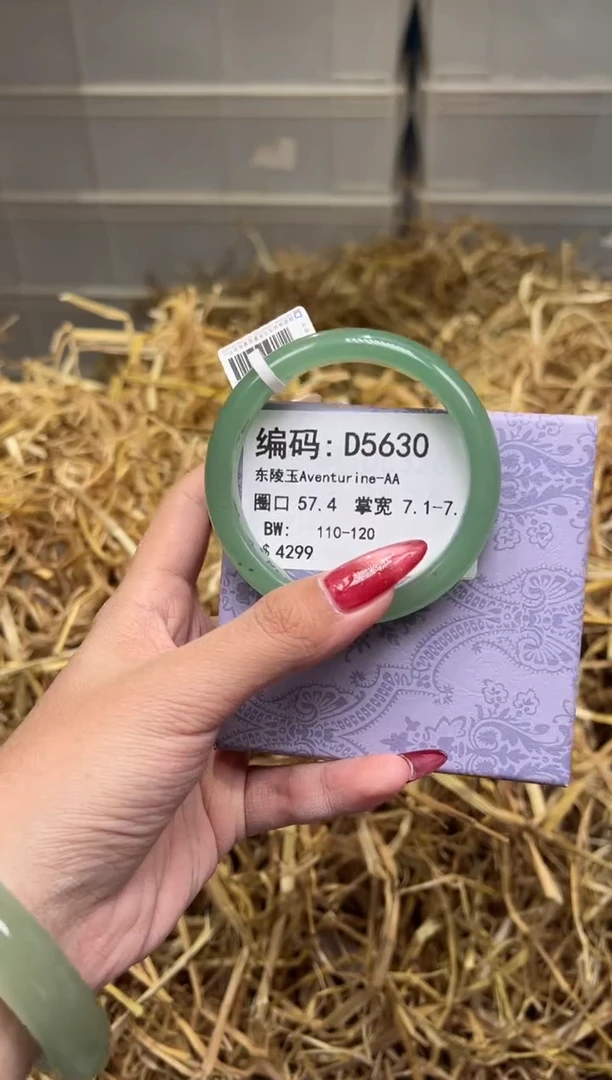 编码: D5630
东陵玉Aventurine-AA
圈口 57.4 掌宽 7.1-7.
BW: 110-120
$ 4299